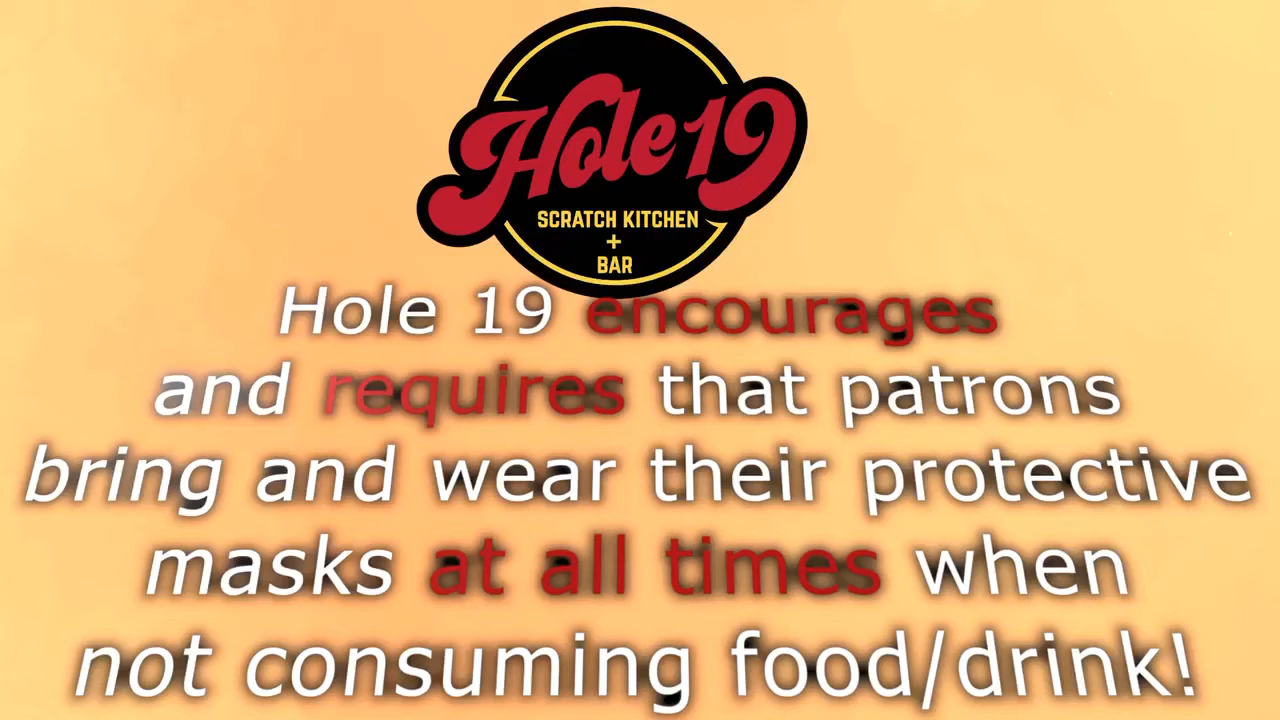 Hole 19
SCRATCH KITCHEN
+
BAR
Hole 19 encourages
and requires that patrons
bring and wear their protective
masks at all times when
not consuming food/drink!